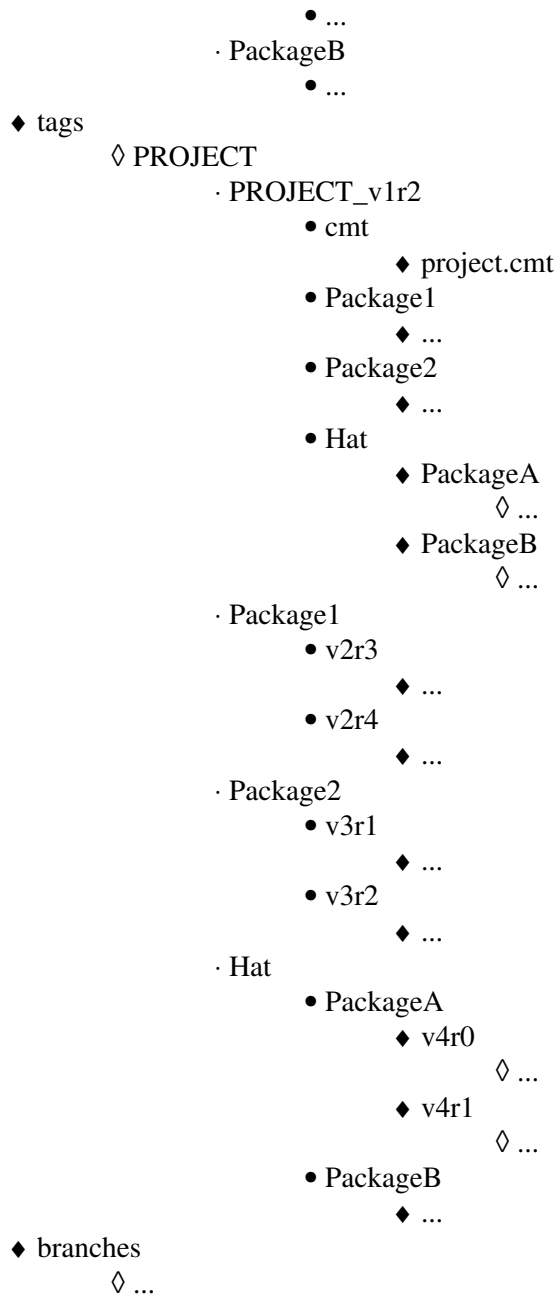 • ...
· PackageB
• ...
♦ tags
◊ PROJECT
· PROJECT_v1r2
• cmt
♦ project.cmt
• Package1
♦ ...
• Package2
♦ ...
• Hat
♦ PackageA
◊ ...
♦ PackageB
◊ ...
· Package1
• v2r3
♦ ...
• v2r4
♦ ...
· Package2
• v3r1
♦ ...
• v3r2
♦ ...
· Hat
• PackageA
♦ v4r0
◊ ...
♦ v4r1
◊ ...
• PackageB
♦ ...
♦ branches
◊ ...